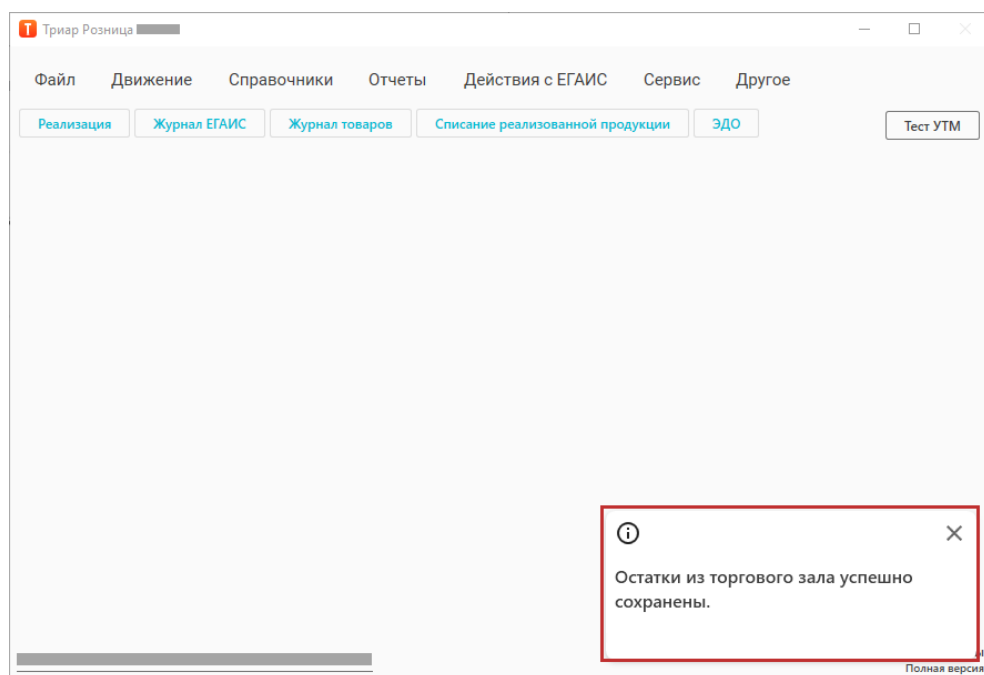 Т Триар Розница
Файл Движение Справочники Отчеты Действия с ЕГАИС Сервис Другое
Реализация Журнал ЕГАИС Журнал товаров Списание реализованной продукции ЭДО Тест УТМ
Остатки из торгового зала успешно
сохранены.
Полная версия